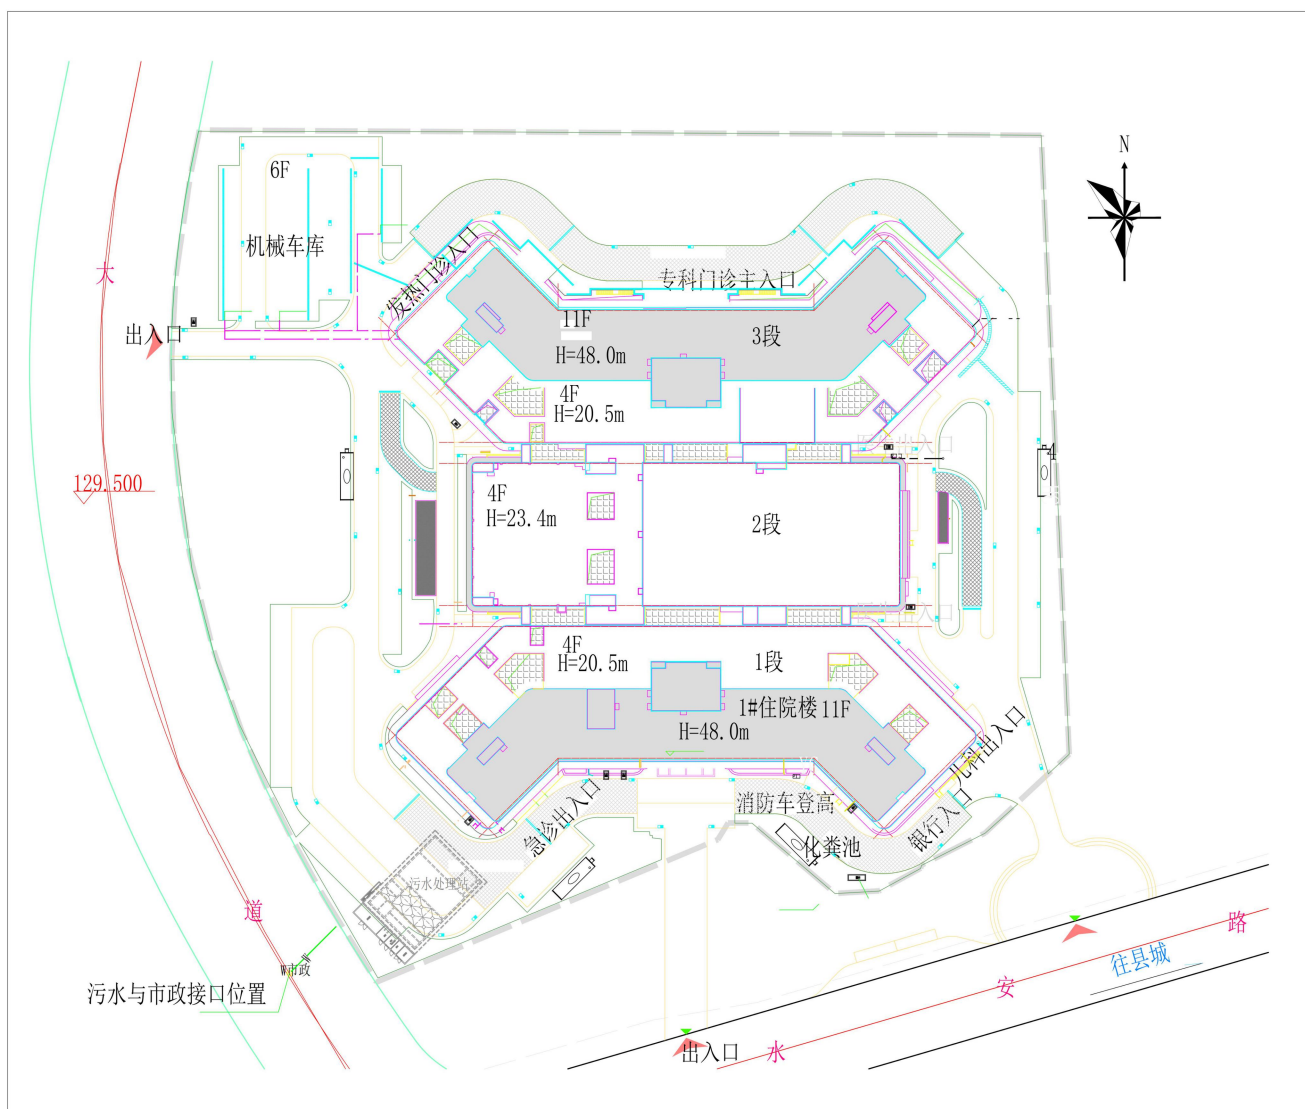 N
6F
机械车库
发热门诊入口
专科门诊主入口
大
出入口
11F
H=48.0m
3段
4F
H=20.5m
129.500
4F
H=23.4m
2段
4F
H=20.5m
1段
1#住院楼 11F
H=48.0m
儿科出入口
消防车登高
急诊出入口
银行入口
化粪池
污水处理站
道
W市政
污水与市政接口位置
路
往县城
安
水
出入口